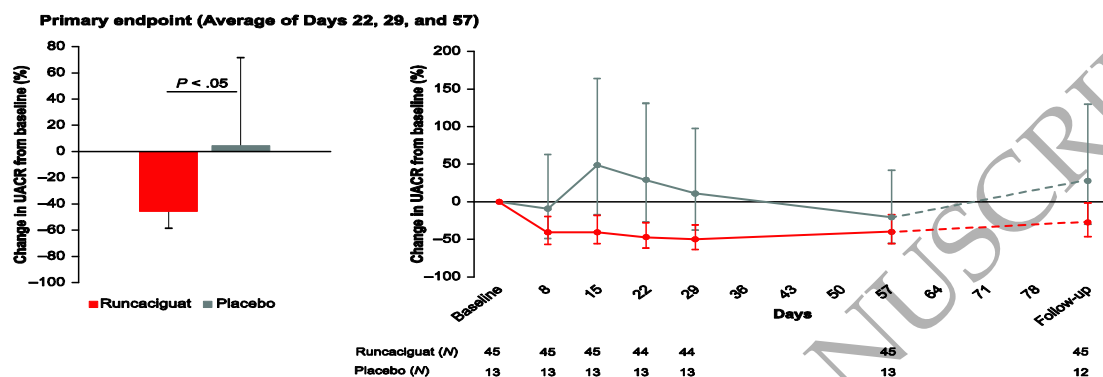 Primary endpoint (Average of Days 22, 29, and 57)
Change in UACR from baseline (%)
80
60
40
20
0
–20
–40
–60
–80
–100
P < .05
Runcaciguat Placebo
Change in UACR from baseline (%)
200
150
100
50
0
–50
–100
Baseline 8 15 22 29 36 43 50 57 64 71 78 Follow-up
Days
Runcaciguat (N) 45 45 45 44 44 45 45
Placebo (N) 13 13 13 13 13 13 12
NUSCRI